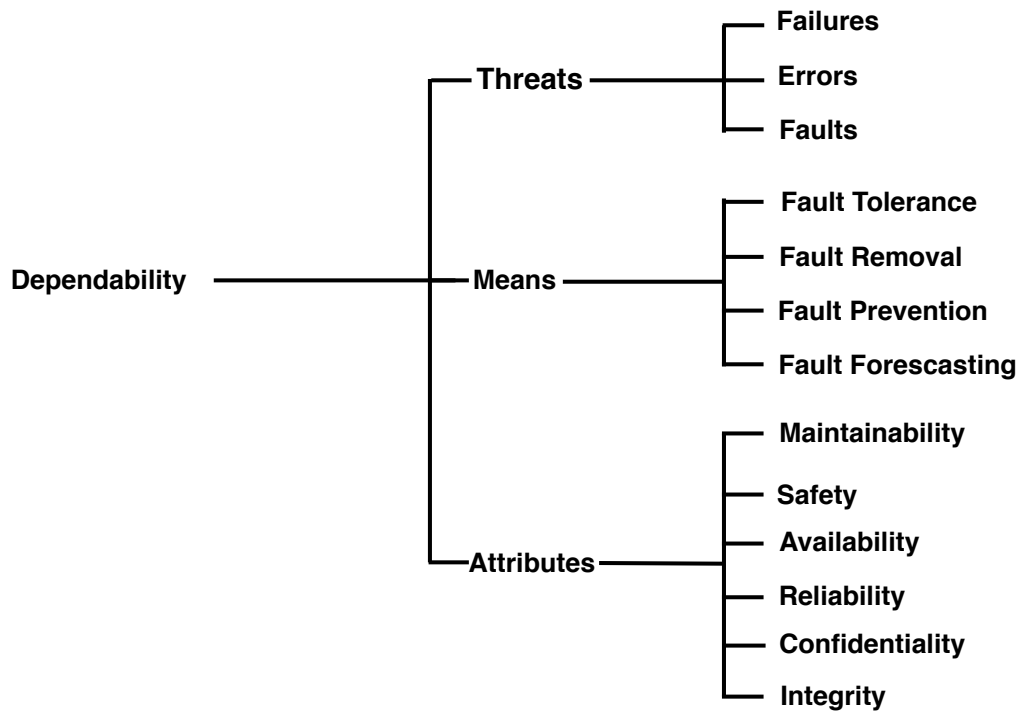 Failures
Threats
Errors
Faults
Fault Tolerance
Fault Removal
Dependability
Means
Fault Prevention
Fault Forescasting
Maintainability
Safety
Availability
Attributes
Reliability
Confidentiality
Integrity